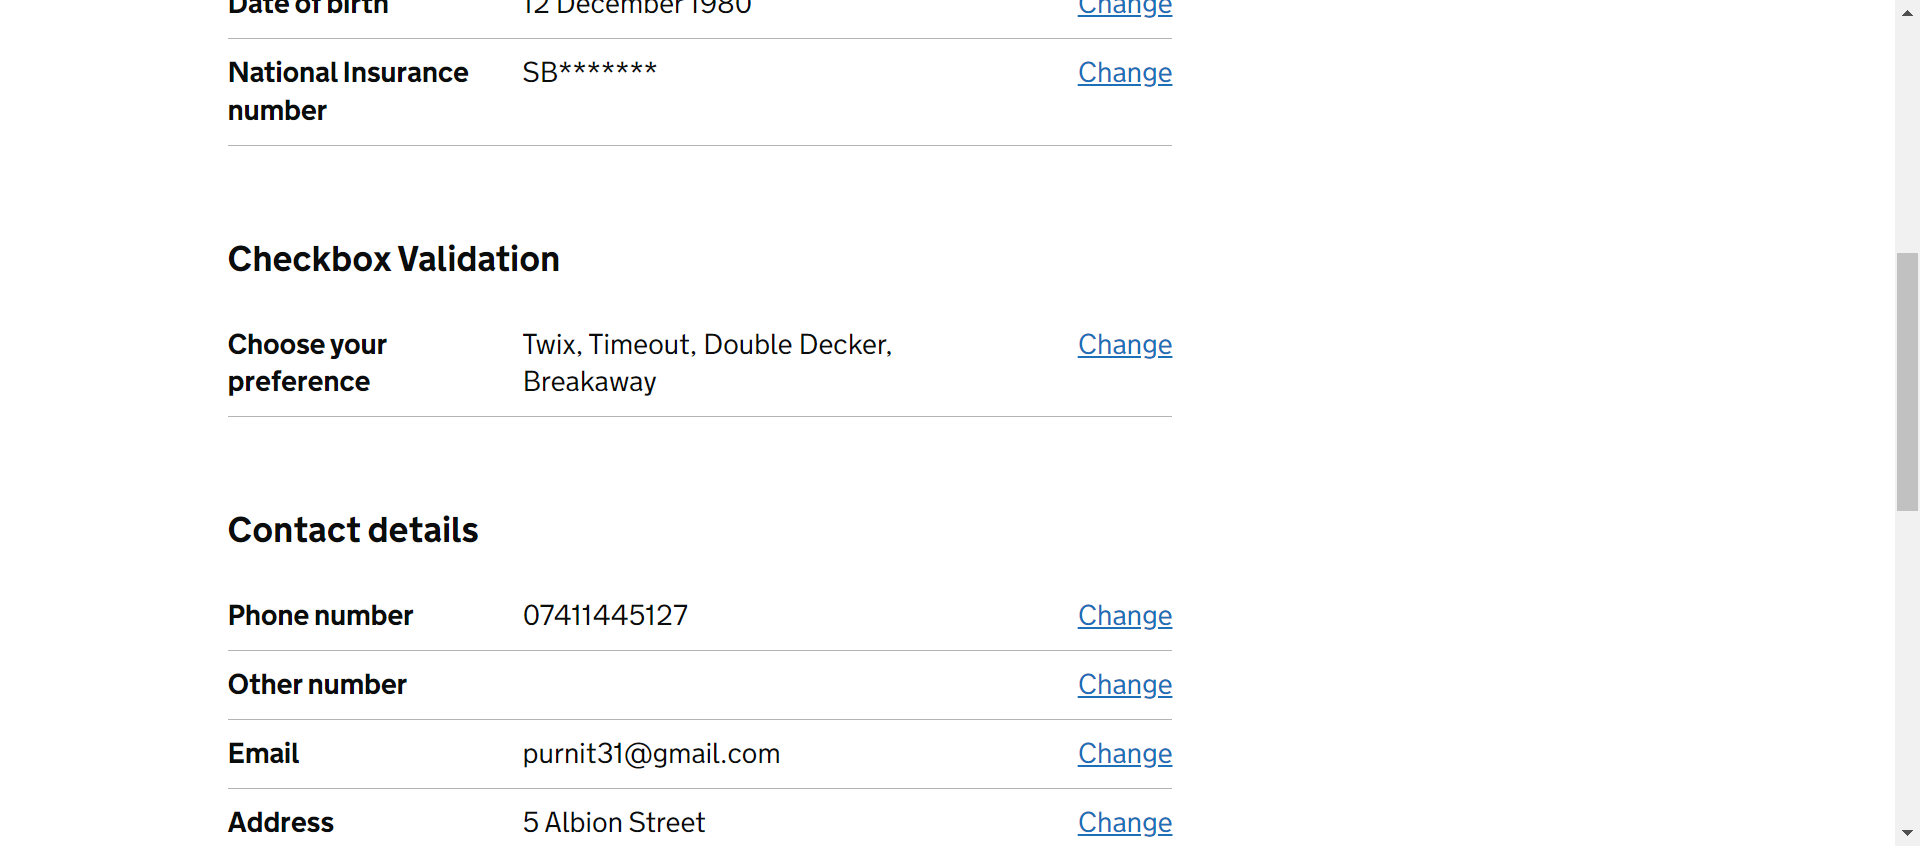 Date of birth 12 December 1980 Change
National Insurance SB******* Change
number
Checkbox Validation
Choose your Twix, Timeout, Double Decker, Change
preference Breakaway
Contact details
Phone number 07411445127 Change
Other number Change
Email purnit31@gmail.com Change
Address 5 Albion Street Change